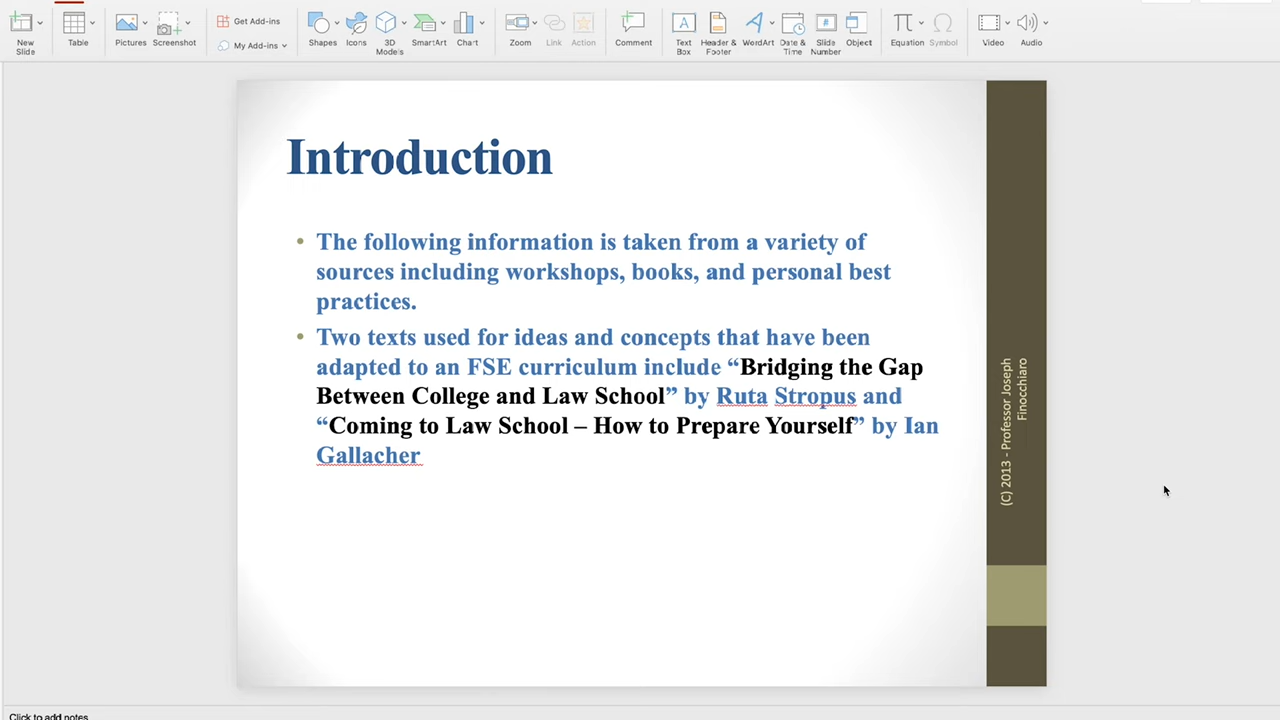 New
Slide
Table
Pictures
Screenshot
Get Add-ins
My Add-ins
Shapes
Icons
3D
Models
SmartArt
Chart
Zoom
Link
Action
Comment
Text
Box
Header &
Footer
WordArt
Date &
Time
Slide
Number
Object
Equation
Symbol
Video
Audio
Introduction
• The following information is taken from a variety of
sources including workshops, books, and personal best
practices.
• Two texts used for ideas and concepts that have been
adapted to an FSE curriculum include “Bridging the Gap
Between College and Law School” by Ruta Stropus and
“Coming to Law School – How to Prepare Yourself” by Ian
Gallacher
(C) 2013 - Professor Joseph
Finocchiaro
Click to add notes